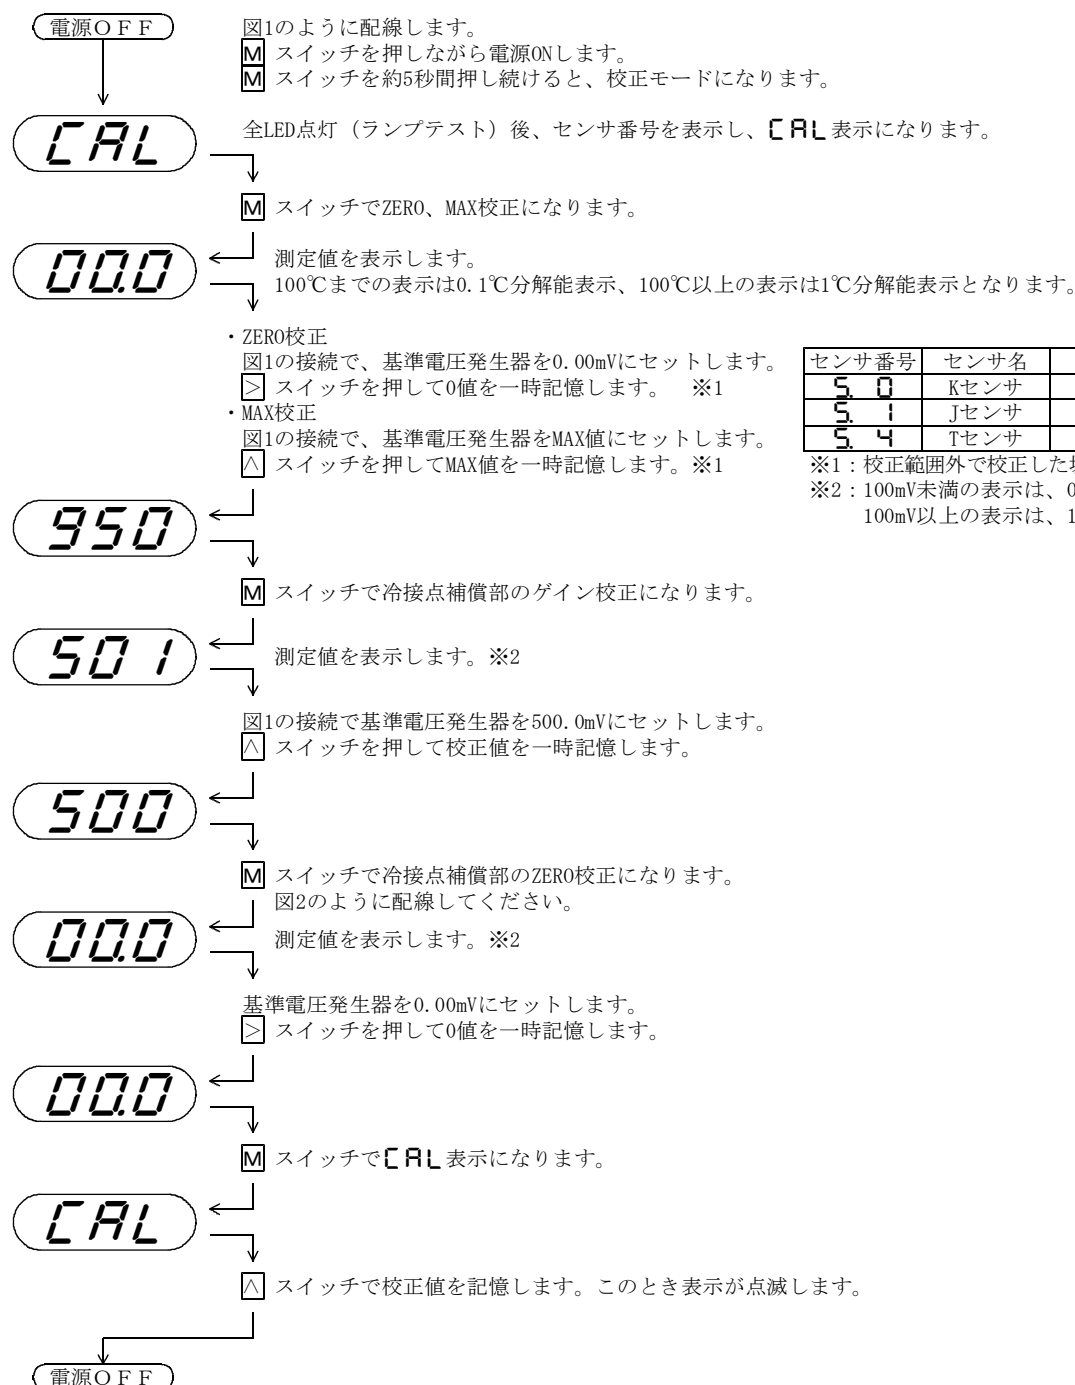 電源ＯＦＦ
図1のように配線します。
M スイッチを押しながら電源ONします。
M スイッチを約5秒間押し続けると、校正モードになります。
CAL
全LED点灯（ランプテスト）後、センサ番号を表示し、CAL表示になります。
M スイッチでZERO、MAX校正になります。
00.0
測定値を表示します。
100℃までの表示は0.1℃分解能表示、100℃以上の表示は1℃分解能表示となります。
・ZERO校正
図1の接続で、基準電圧発生器を0.00mVにセットします。
＞ スイッチを押して0値を一時記憶します。 ※1
・MAX校正
図1の接続で、基準電圧発生器をMAX値にセットします。
∧ スイッチを押してMAX値を一時記憶します。※1
センサ番号 センサ名
S. 0 Kセンサ
S. 1 Jセンサ
S. 4 Tセンサ
※1：校正範囲外で校正した
※2：100mV未満の表示は、0
100mV以上の表示は、1
950
M スイッチで冷接点補償部のゲイン校正になります。
501
測定値を表示します。※2
図1の接続で基準電圧発生器を500.0mVにセットします。
∧ スイッチを押して校正値を一時記憶します。
500
M スイッチで冷接点補償部のZERO校正になります。
図2のように配線してください。
00.0
測定値を表示します。※2
基準電圧発生器を0.00mVにセットします。
＞ スイッチを押して0値を一時記憶します。
00.0
M スイッチでCAL表示になります。
CAL
∧ スイッチで校正値を記憶します。このとき表示が点滅します。
電源ＯＦＦ